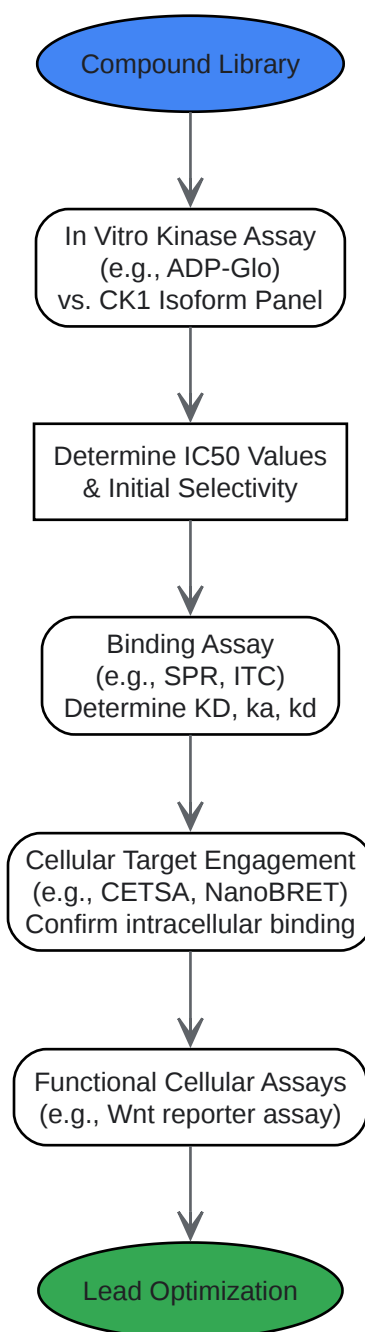 Compound Library
In Vitro Kinase Assay
(e.g., ADP-Glo)
vs. CK1 Isoform Panel
Determine IC50 Values
& Initial Selectivity
Binding Assay
(e.g., SPR, ITC)
Determine KD, ka, kd
Cellular Target Engagement
(e.g., CETSA, NanoBRET)
Confirm intracellular binding
Functional Cellular Assays
(e.g., Wnt reporter assay)
Lead Optimization